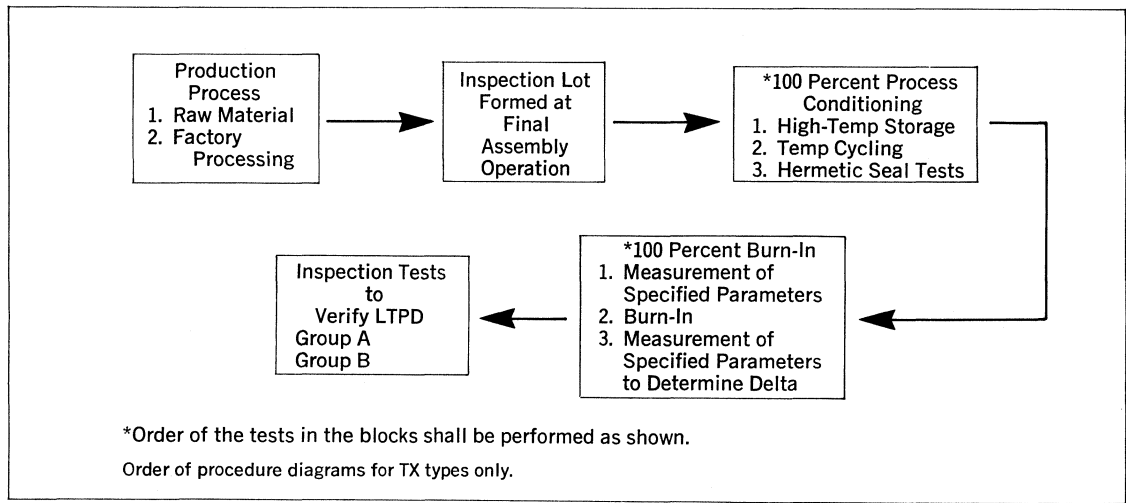 Production
Process
1. Raw Material
2. Factory
Processing
Inspection Lot
Formed at
Final
Assembly
Operation
*100 Percent Process
Conditioning
1. High-Temp Storage
2. Temp Cycling
3. Hermetic Seal Tests
*100 Percent Burn-In
1. Measurement of
Specified Parameters
2. Burn-In
3. Measurement of
Specified Parameters
to Determine Delta
Inspection Tests
to
Verify LTPD
Group A
Group B
*Order of the tests in the blocks shall be performed as shown.
Order of procedure diagrams for TX types only.